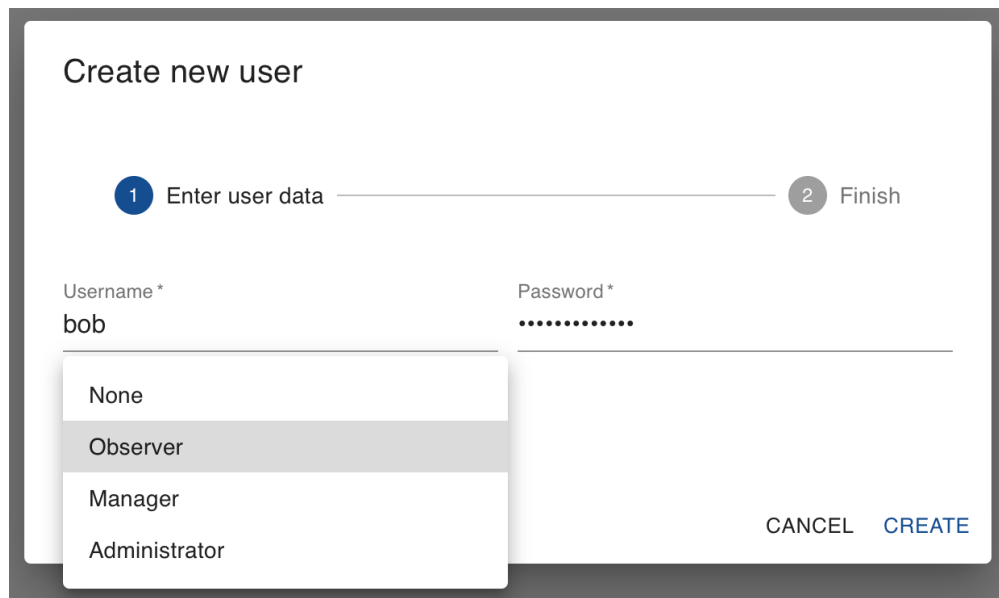 Create new user
1 Enter user data 2 Finish
Username * Password *
bob •••••••••••••
None
Observer
Manager
Administrator
CANCEL CREATE